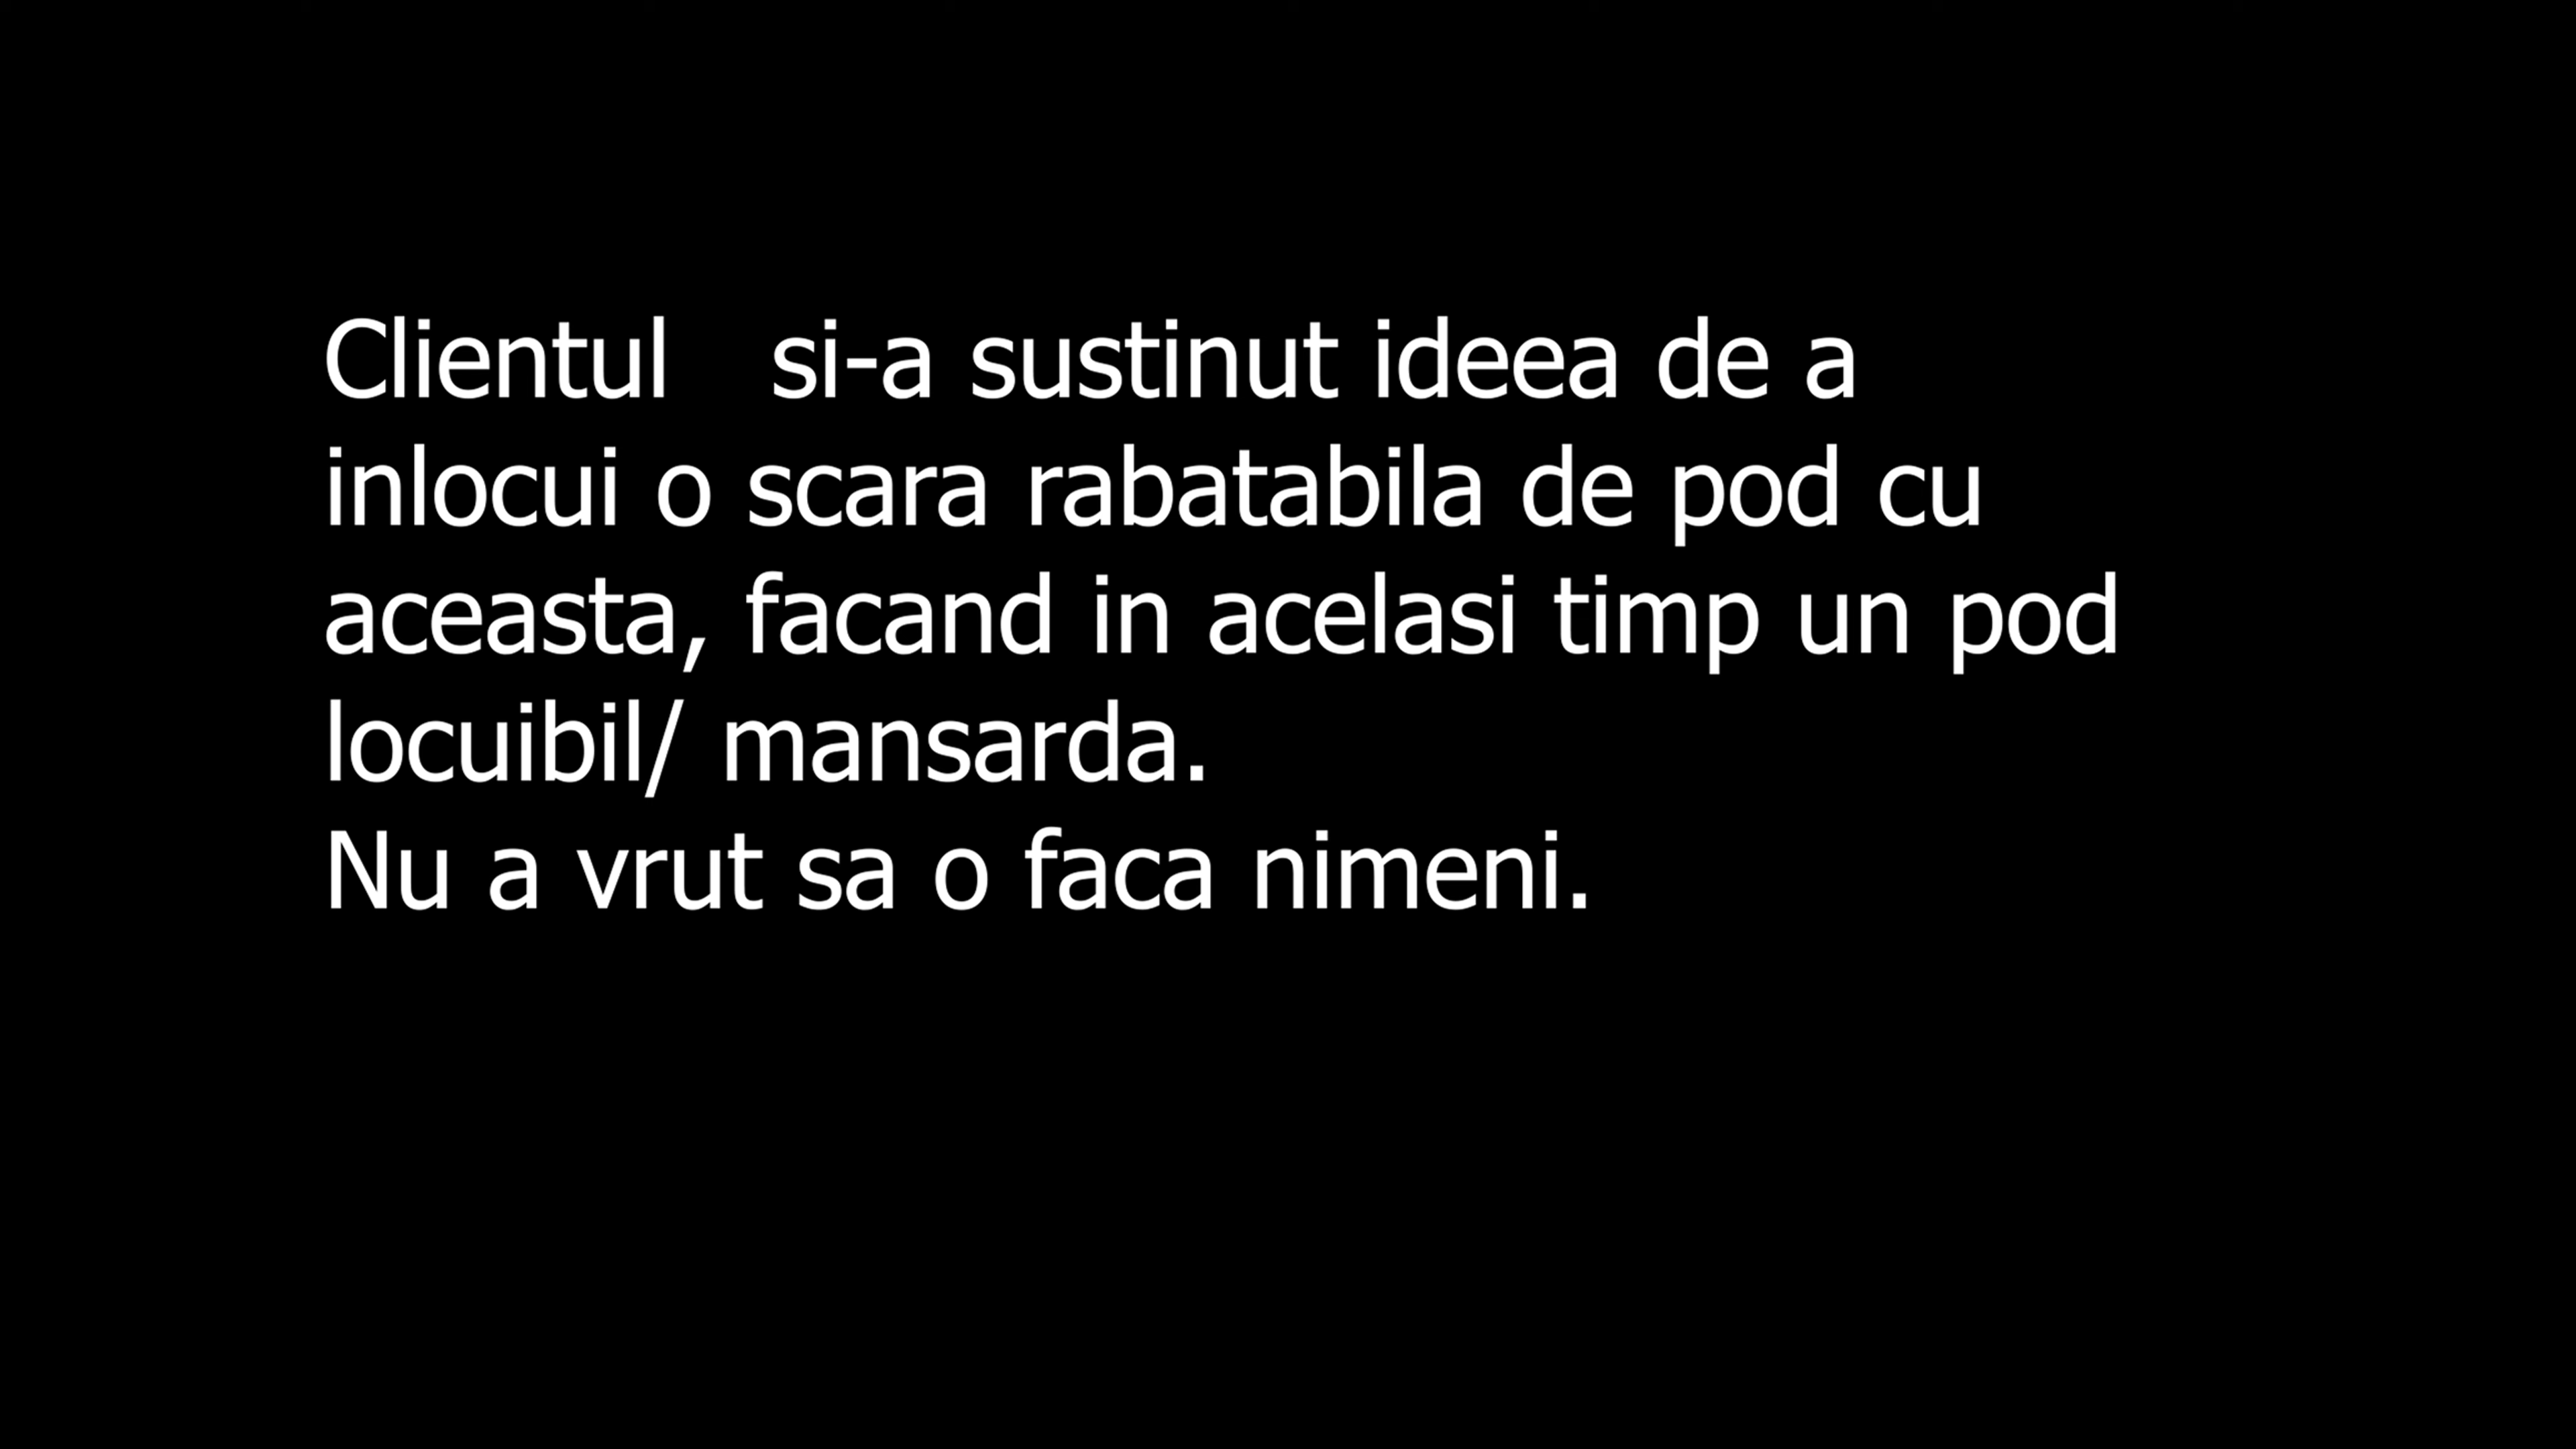 Clientul   si-a sustinut ideea de a
inlocui o scara rabatabila de pod cu
aceasta, facand in acelasi timp un pod
locuibil/ mansarda.
Nu a vrut sa o faca nimeni.